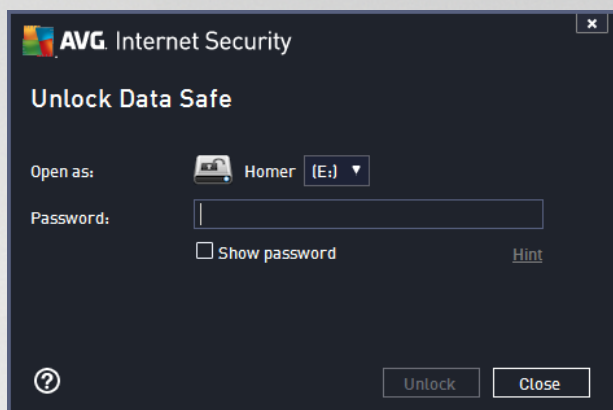 AVG. Internet Security
Unlock Data Safe
Open as: Homer (E:)
Password:
Show password Hint
Unlock Close